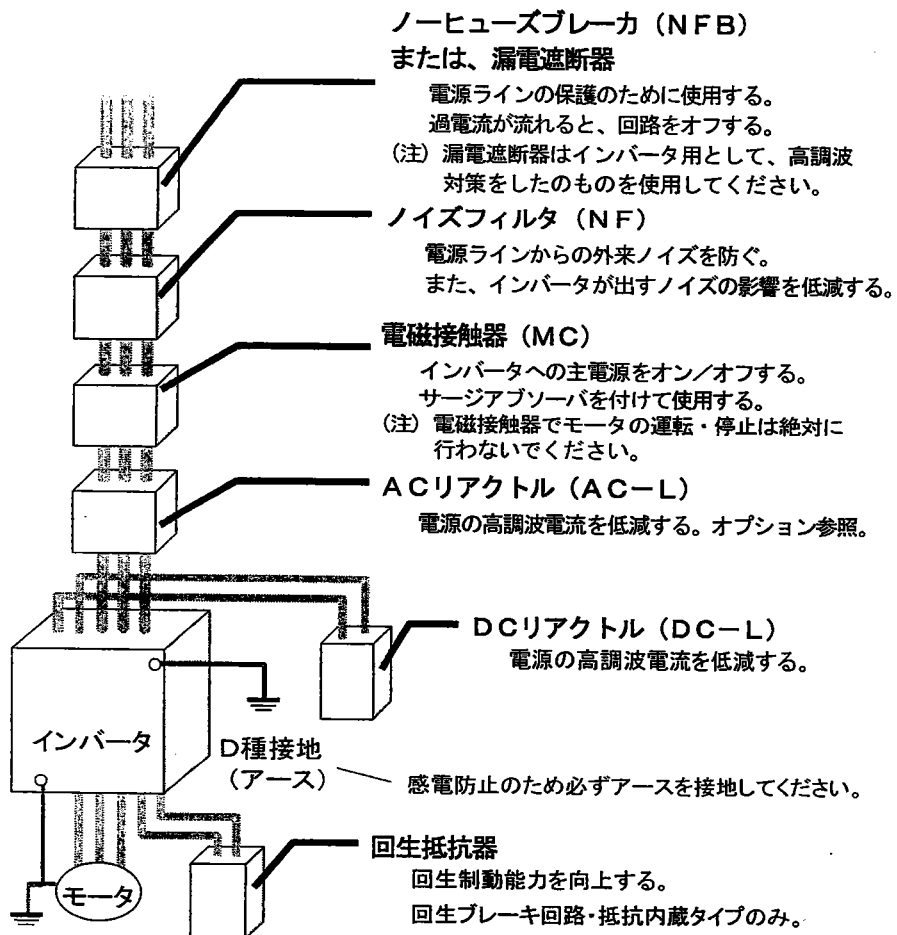 ノーヒューズブレーカ（NFB）
または、漏電遮断器
電源ラインの保護のために使用する。
過電流が流れると、回路をオフする。
（注）漏電遮断器はインバータ用として、高調波
対策をしたのものを使用してください。
ノイズフィルタ（NF）
電源ラインからの外来ノイズを防ぐ。
また、インバータが出すノイズの影響を低減する。
電磁接触器（MC）
インバータへの主電源をオン／オフする。
サージアブソーバを付けて使用する。
（注）電磁接触器でモータの運転・停止は絶対に
行わないでください。
ACリアクトル（AC－L）
電源の高調波電流を低減する。オプション参照。
DCリアクトル（DC－L）
電源の高調波電流を低減する。
インバータ
D種接地
（アース）
感電防止のため必ずアースを接地してください。
回生抵抗器
回生制動能力を向上する。
回生ブレーキ回路・抵抗内蔵タイプのみ。
モータ